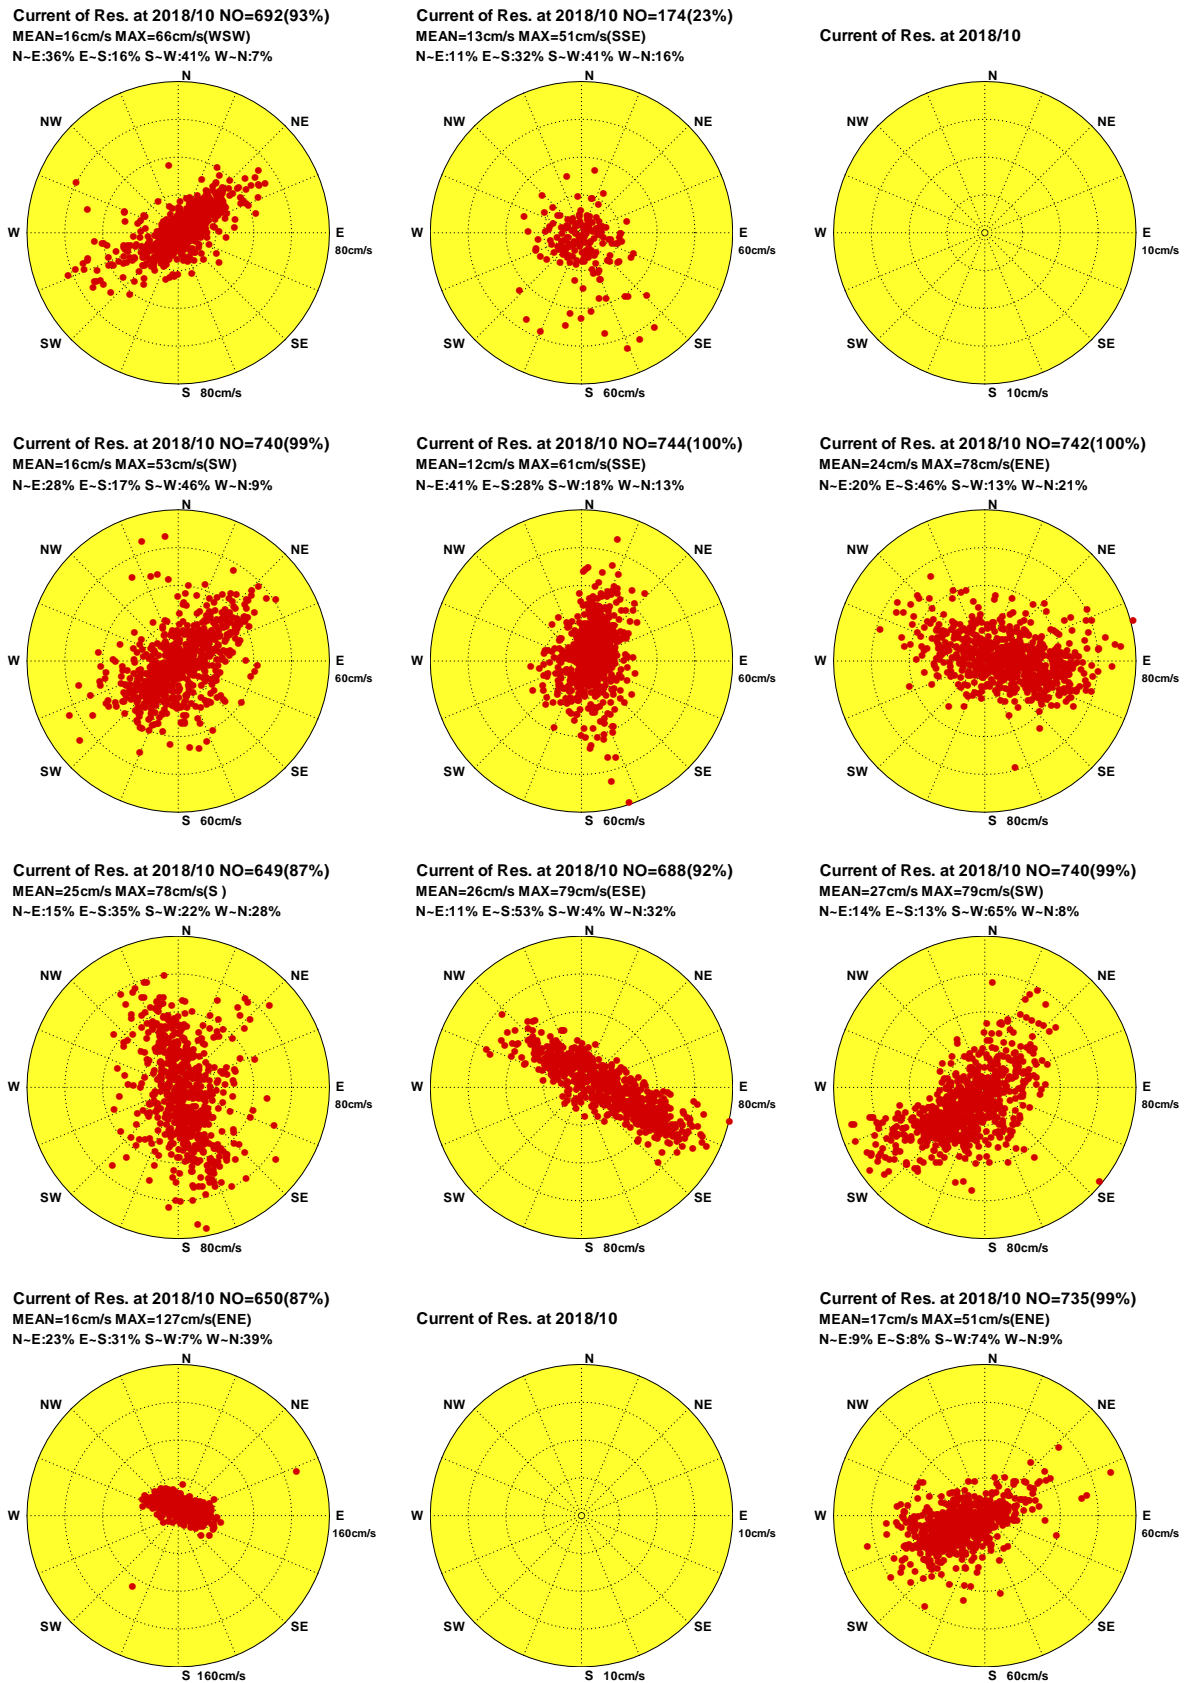 Current of Res. at 2018/10 NO=692(93%)
MEAN=16cm/s MAX=66cm/s(WSW)
N~E:36% E~S:16% S~W:41% W~N:7%
N
NW
NE
W
E
80cm/s
SW
SE
S 80cm/s
Current of Res. at 2018/10 NO=174(23%)
MEAN=13cm/s MAX=51cm/s(SSE)
N~E:11% E~S:32% S~W:41% W~N:16%
N
NW
NE
W
E
60cm/s
SW
SE
S 60cm/s
Current of Res. at 2018/10
N
NW
NE
W
E
10cm/s
SW
SE
S 10cm/s
Current of Res. at 2018/10 NO=740(99%)
MEAN=16cm/s MAX=53cm/s(SW)
N~E:28% E~S:17% S~W:46% W~N:9%
N
NW
NE
W
E
60cm/s
SW
SE
S 60cm/s
Current of Res. at 2018/10 NO=744(100%)
MEAN=12cm/s MAX=61cm/s(SSE)
N~E:41% E~S:28% S~W:18% W~N:13%
N
NW
NE
W
E
60cm/s
SW
SE
S 60cm/s
Current of Res. at 2018/10 NO=742(100%)
MEAN=24cm/s MAX=78cm/s(ENE)
N~E:20% E~S:46% S~W:13% W~N:21%
N
NW
NE
W
E
80cm/s
SW
SE
S 80cm/s
Current of Res. at 2018/10 NO=649(87%)
MEAN=25cm/s MAX=78cm/s(S )
N~E:15% E~S:35% S~W:22% W~N:28%
N
NW
NE
W
E
80cm/s
SW
SE
S 80cm/s
Current of Res. at 2018/10 NO=688(92%)
MEAN=26cm/s MAX=79cm/s(ESE)
N~E:11% E~S:53% S~W:4% W~N:32%
N
NW
NE
W
E
80cm/s
SW
SE
S 80cm/s
Current of Res. at 2018/10 NO=740(99%)
MEAN=27cm/s MAX=79cm/s(SW)
N~E:14% E~S:13% S~W:65% W~N:8%
N
NW
NE
W
E
80cm/s
SW
SE
S 80cm/s
Current of Res. at 2018/10 NO=650(87%)
MEAN=16cm/s MAX=127cm/s(ENE)
N~E:23% E~S:31% S~W:7% W~N:39%
N
NW
NE
W
E
160cm/s
SW
SE
S 160cm/s
Current of Res. at 2018/10
N
NW
NE
W
E
10cm/s
SW
SE
S 10cm/s
Current of Res. at 2018/10 NO=735(99%)
MEAN=17cm/s MAX=51cm/s(ENE)
N~E:9% E~S:8% S~W:74% W~N:9%
N
NW
NE
W
E
60cm/s
SW
SE
S 60cm/s